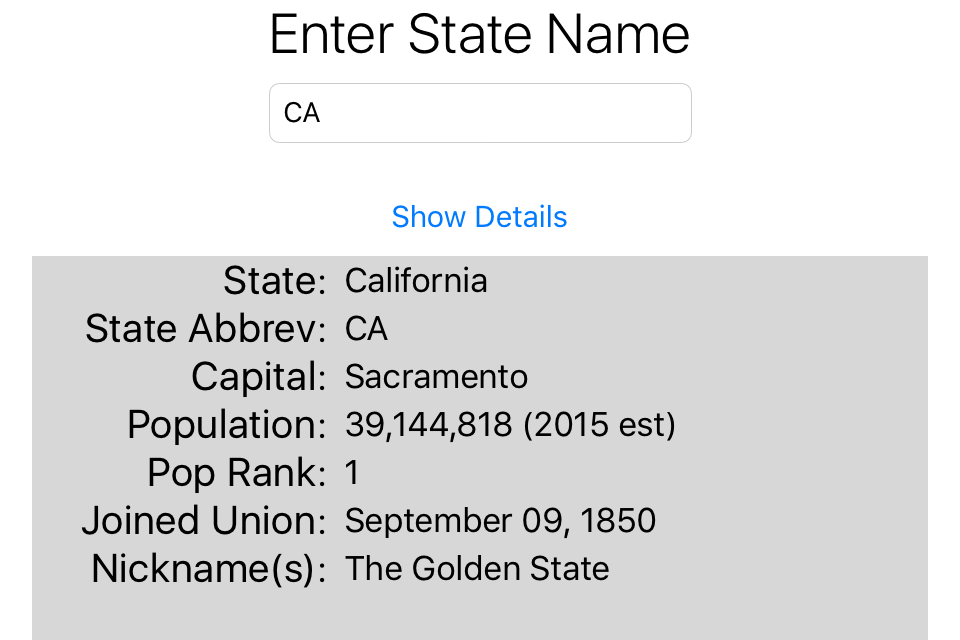 Enter State Name
CA
Show Details
State: California
State Abbrev: CA
Capital: Sacramento
Population: 39,144,818 (2015 est)
Pop Rank: 1
Joined Union: September 09, 1850
Nickname(s): The Golden State